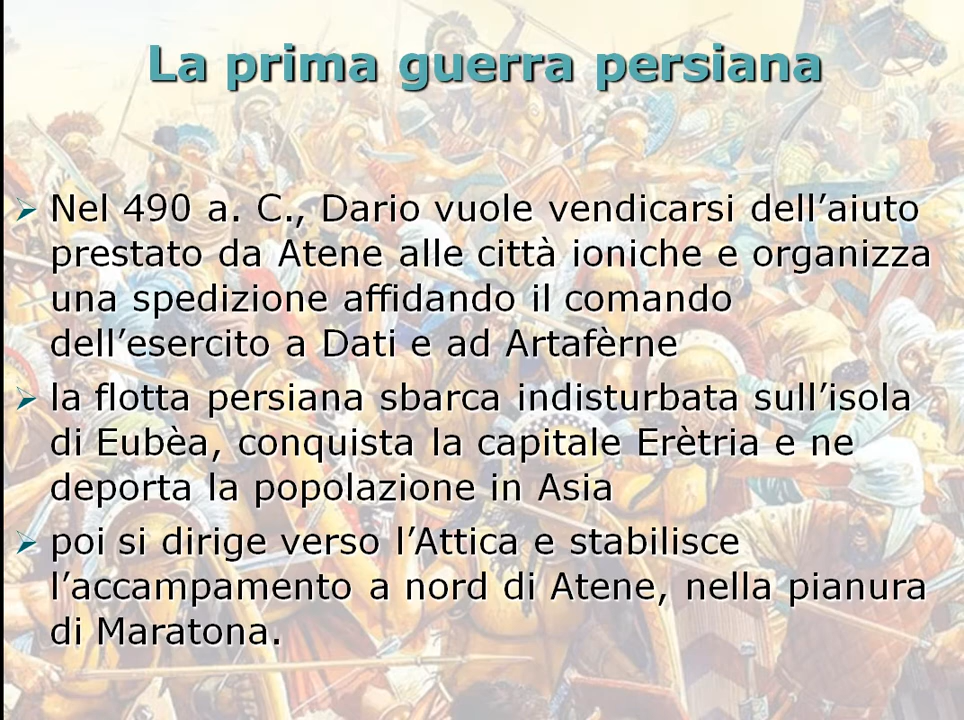 La prima guerra persiana
Nel 490 a. C., Dario vuole vendicarsi dell’aiuto
prestato da Atene alle città ioniche e organizza
una spedizione affidando il comando
dell’esercito a Dati e ad Artafèrne
la flotta persiana sbarca indisturbata sull’isola
di Eubèa, conquista la capitale Erètria e ne
deporta la popolazione in Asia
poi si dirige verso l’Attica e stabilisce
l’accampamento a nord di Atene, nella pianura
di Maratona.